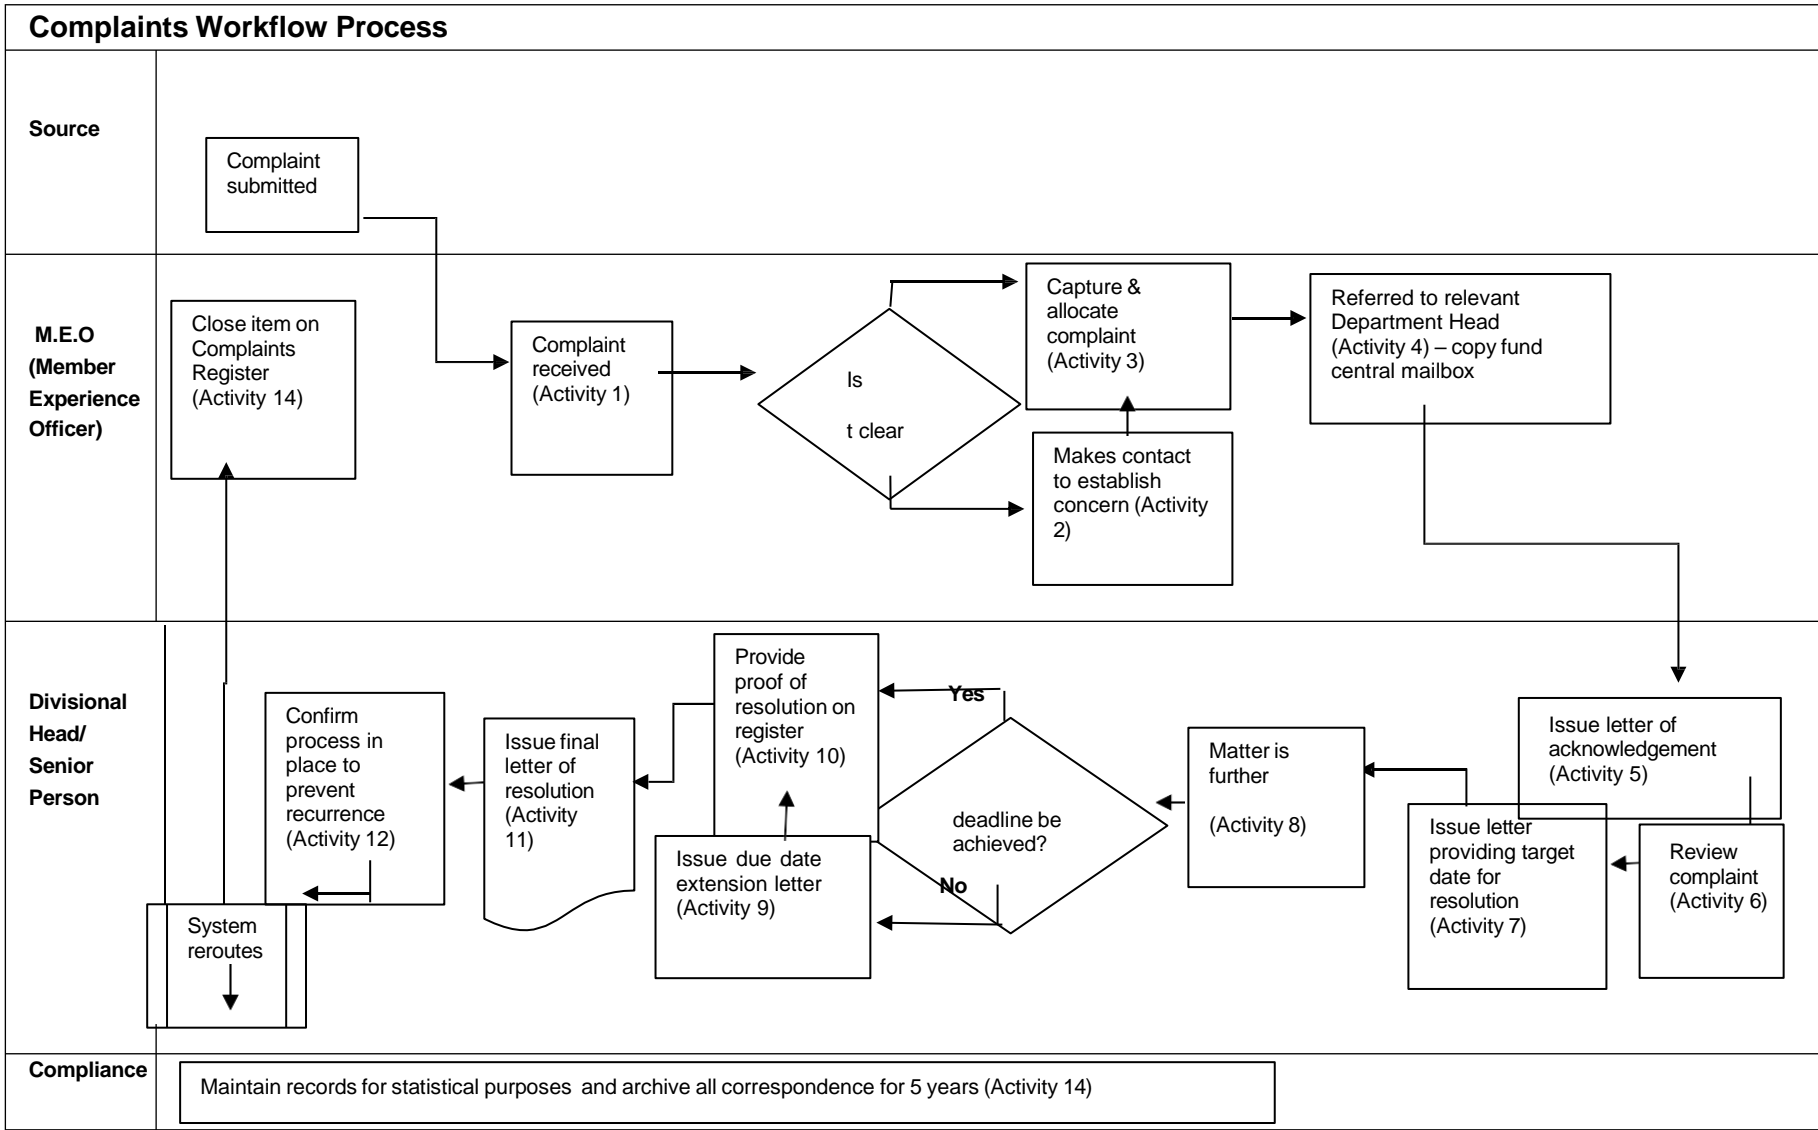 Complaints Workflow Process
Source
Complaint
submitted
M.E.O
(Member
Experience
Officer)
Close item on
Complaints
Register
(Activity 14)
Complaint
received
(Activity 1)
Is
t clear
Capture &
allocate
complaint
(Activity 3)
Makes contact
to establish
concern (Activity
2)
Referred to relevant
Department Head
(Activity 4) – copy fund
central mailbox
Divisional
Head/
Senior
Person
Issue letter of
acknowledgement
(Activity 5)
Review
complaint
(Activity 6)
Issue letter
providing target
date for
resolution
(Activity 7)
Matter is
further
(Activity 8)
deadline be
achieved?
Yes
No
Issue due date
extension letter
(Activity 9)
Provide
proof of
resolution on
register
(Activity 10)
Issue final
letter of
resolution
(Activity
11)
Confirm
process in
place to
prevent
recurrence
(Activity 12)
System
reroutes
Compliance
Maintain records for statistical purposes and archive all correspondence for 5 years (Activity 14)